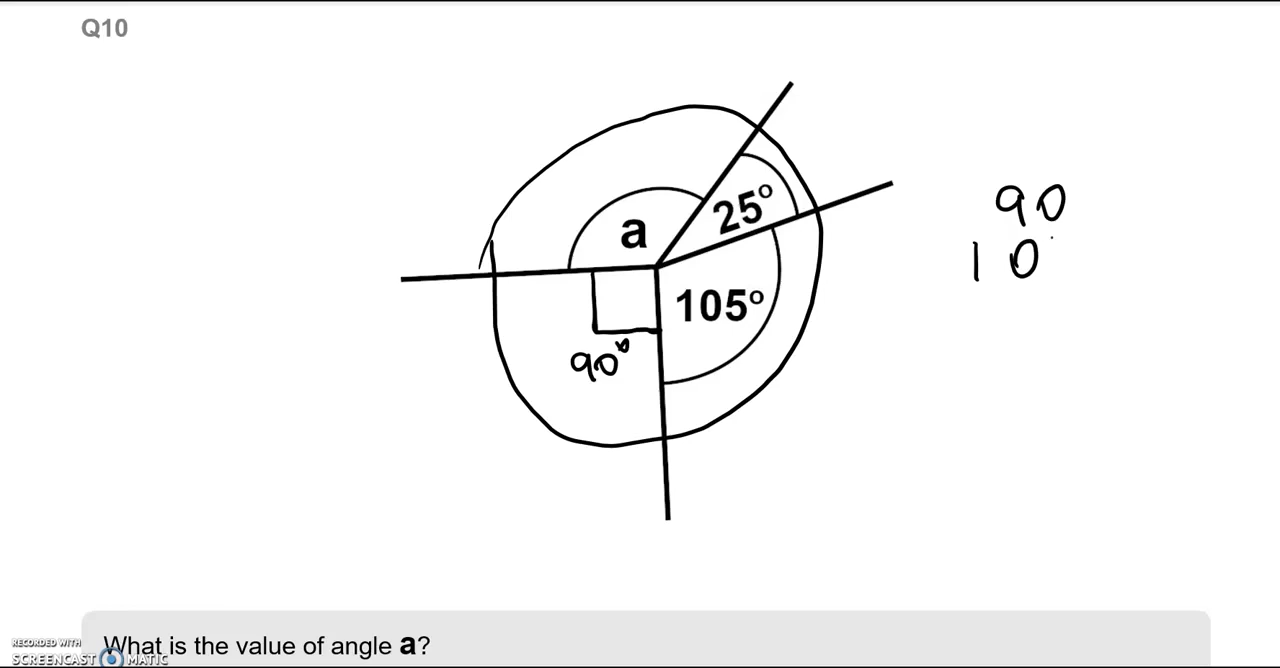 Q10
a
25°
105°
90°
90
10
What is the value of angle a?
RECORDED WITH
SCREENCAST MATIC